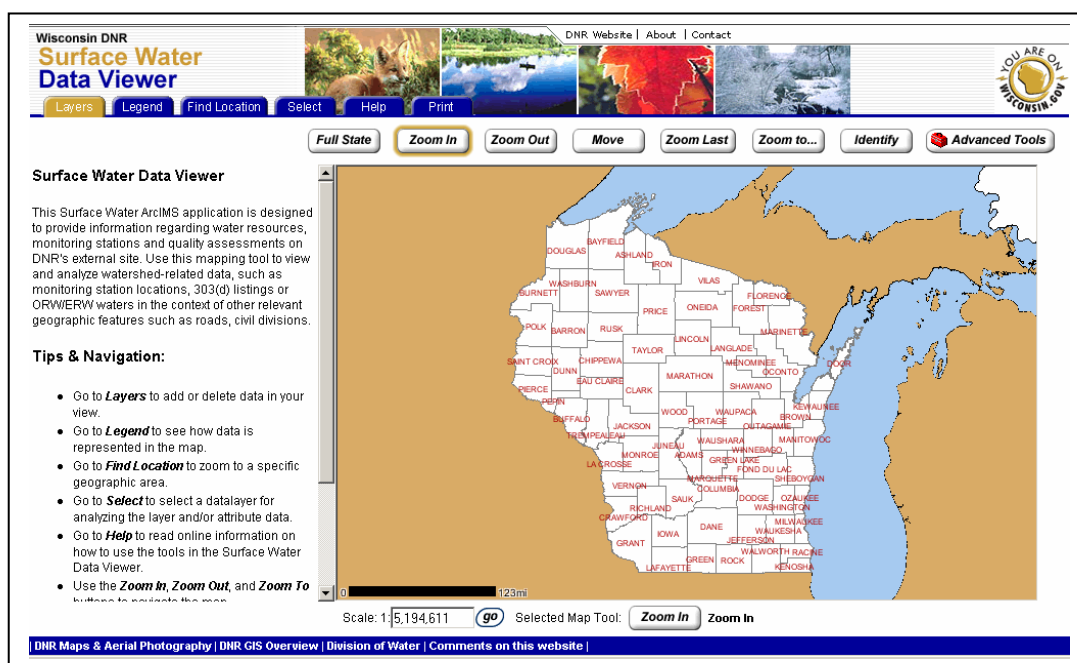 Wisconsin DNR
Surface Water
Data Viewer
DNR Website | About | Contact
YOU ARE ON
WISCONSIN.GOV
Layers Legend Find Location Select Help Print
Full State Zoom In Zoom Out Move Zoom Last Zoom to... Identify Advanced Tools
Surface Water Data Viewer
This Surface Water ArcIMS application is designed
to provide information regarding water resources,
monitoring stations and quality assessments on
DNR's external site. Use this mapping tool to view
and analyze watershed-related data, such as
monitoring station locations, 303(d) listings or
ORW/ERW waters in the context of other relevant
geographic features such as roads, civil divisions.
Tips & Navigation:
• Go to Layers to add or delete data in your
view.
• Go to Legend to see how data is
represented in the map.
• Go to Find Location to zoom to a specific
geographic area.
• Go to Select to select a datalayer for
analyzing the layer and/or attribute data.
• Go to Help to read online information on
how to use the tools in the Surface Water
Data Viewer.
• Use the Zoom In, Zoom Out, and Zoom To
buttons to navigate the map.
BAYFIELD
DOUGLAS
ASHLAND
IRON
VILAS
WASHBURN
BURNETT
SAWYER
FLORENCE
PRICE
ONEIDA
FOREST
POLK
BARRON
RUSK
MARINETTE
LINCOLN
TAYLOR
LANGLADE
SAINT CROIX
CHIPPEWA
MENOMINEE
DOOR
DUNN
OCONTO
MARATHON
EAU CLAIRE
SHAWANO
PIERCE
CLARK
PEPIN
KEWAUNEE
WOOD
WAUPACA
BUFFALO
PORTAGE
BROWN
JACKSON
OUTAGAMIE
TREMPEALEAU
WAUSHARA
MANITOWOC
JUNEAU
WINNEBAGO
MONROE
ADAMS
GREEN LAKE
LA CROSSE
FOND DU LAC
MARQUETTE
SHEBOYGAN
VERNON
COLUMBIA
SAUK
DODGE
OZAUKEE
RICHLAND
WASHINGTON
CRAWFORD
DANE
MILWAUKEE
IOWA
WAUKESHA
GRANT
JEFFERSON
WALWORTH
RACINE
GREEN
ROCK
LAFAYETTE
KENOSHA
0 123mi
Scale: 1: 5,194,611 go Selected Map Tool: Zoom In Zoom In
| DNR Maps & Aerial Photography | DNR GIS Overview | Division of Water | Comments on this website |